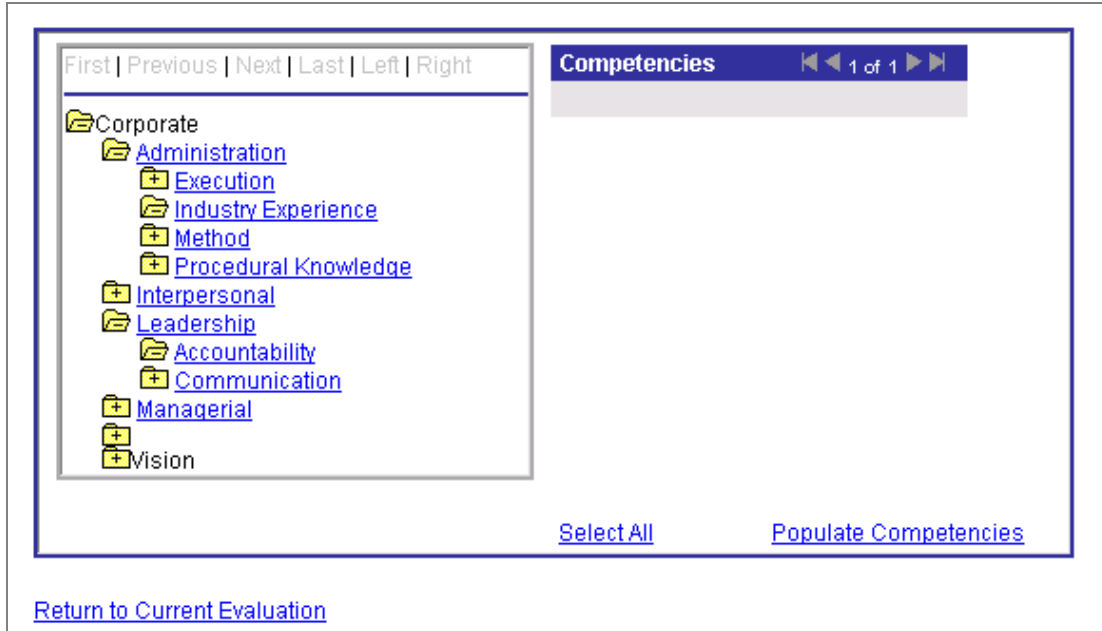 First | Previous | Next | Last | Left | Right
Corporate
Administration
Execution
Industry Experience
Method
Procedural Knowledge
Interpersonal
Leadership
Accountability
Communication
Managerial
Vision
Competencies 1 of 1
Select All Populate Competencies
Return to Current Evaluation